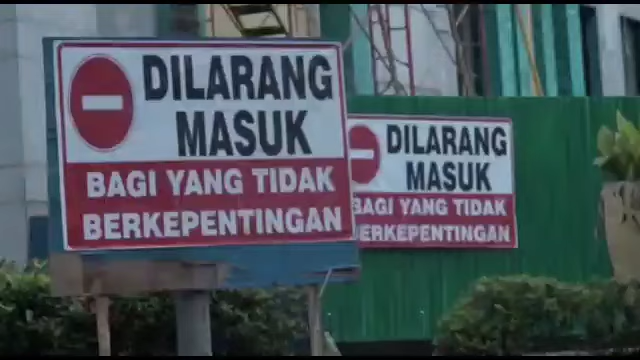 DILARANG
MASUK
BAGI YANG TIDAK
BERKEPENTINGAN
DILARANG
MASUK
BAGI YANG TIDAK
BERKEPENTINGAN